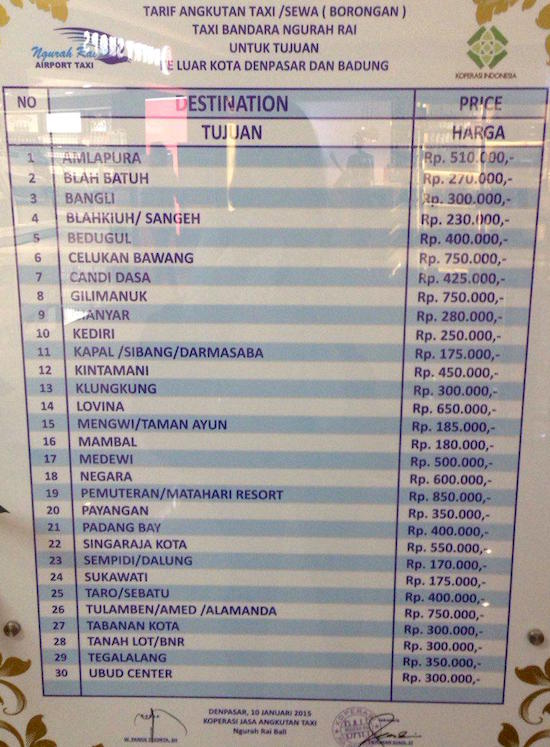 TARIF ANGKUTAN TAXI /SEWA ( BORONGAN )
TAXI BANDARA NGURAH RAI
UNTUK TUJUAN
KE LUAR KOTA DENPASAR DAN BADUNG
Ngurah Rai
AIRPORT TAXI
KOPERASI INDONESIA
NO DESTINATION PRICE
TUJUAN HARGA
1 AMLAPURA Rp. 510.000,-
2 BLAH BATUH Rp. 270.000,-
3 BANGLI Rp. 300.000,-
4 BLAHKIUH/ SANGEH Rp. 230.000,-
5 BEDUGUL Rp. 400.000,-
6 CELUKAN BAWANG Rp. 750.000,-
7 CANDI DASA Rp. 425.000,-
8 GILIMANUK Rp. 750.000,-
9 GIANYAR Rp. 280.000,-
10 KEDIRI Rp. 250.000,-
11 KAPAL /SIBANG/DARMASABA Rp. 175.000,-
12 KINTAMANI Rp. 450.000,-
13 KLUNGKUNG Rp. 300.000,-
14 LOVINA Rp. 650.000,-
15 MENGWI/TAMAN AYUN Rp. 185.000,-
16 MAMBAL Rp. 180.000,-
17 MEDEWI Rp. 500.000,-
18 NEGARA Rp. 600.000,-
19 PEMUTERAN/MATAHARI RESORT Rp. 850.000,-
20 PAYANGAN Rp. 350.000,-
21 PADANG BAY Rp. 400.000,-
22 SINGARAJA KOTA Rp. 550.000,-
23 SEMPIDI/DALUNG Rp. 170.000,-
24 SUKAWATI Rp. 175.000,-
25 TARO/SEBATU Rp. 400.000,-
26 TULAMBEN/AMED /ALAMANDA Rp. 750.000,-
27 TABANAN KOTA Rp. 300.000,-
28 TANAH LOT/BNR Rp. 300.000,-
29 TEGALALANG Rp. 350.000,-
30 UBUD CENTER Rp. 300.000,-
DENPASAR, 10 JANUARI 2015
KOPERASI JASA ANGKUTAN TAXI
Ngurah Rai Bali